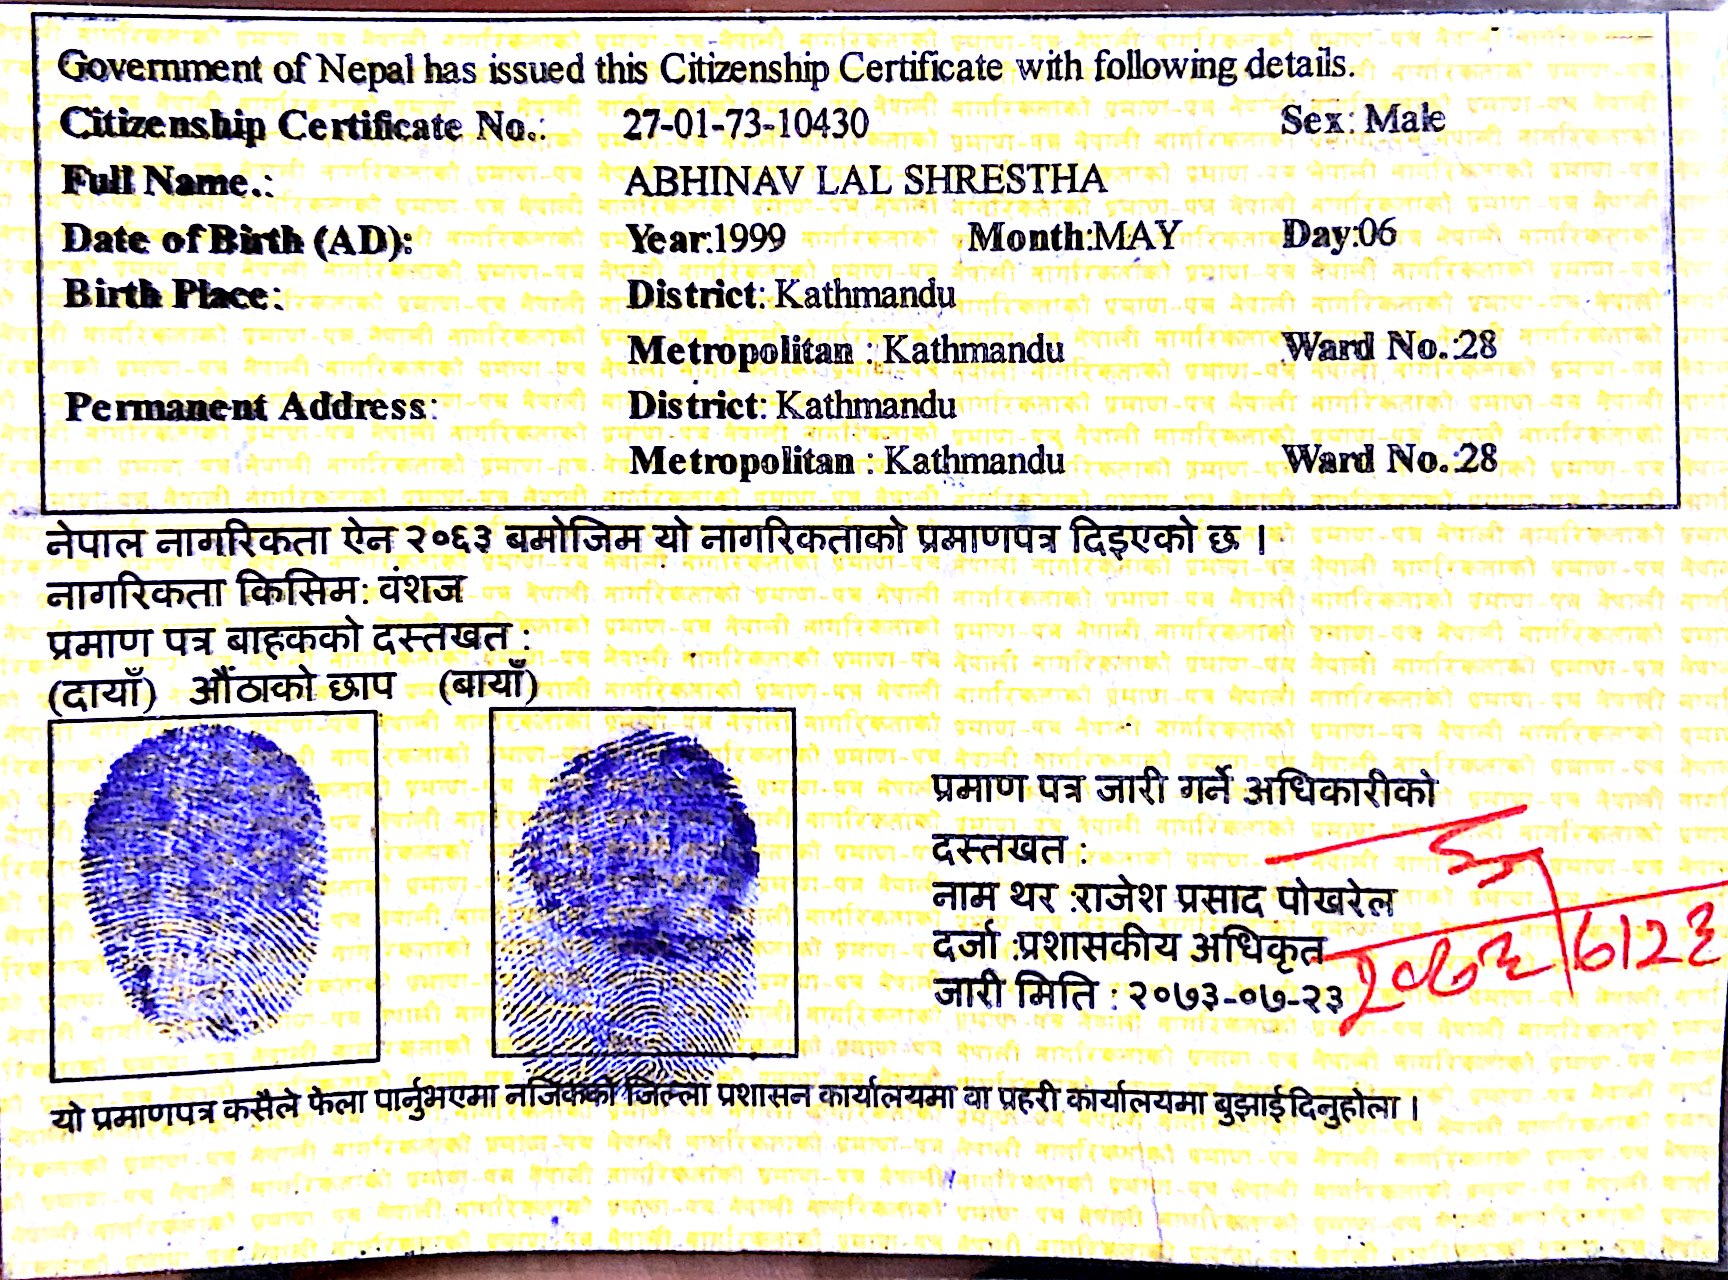 Government of Nepal has issued this Citizenship Certificate with following details.
Citizenship Certificate No.: 27-01-73-10430 Sex: Male
Full Name.: ABHINAV LAL SHRESTHA
Date of Birth (AD): Year:1999 Month:MAY Day:06
Birth Place: District: Kathmandu
Metropolitan : Kathmandu Ward No.:28
Permanent Address: District: Kathmandu
Metropolitan : Kathmandu Ward No.:28
नेपाल नागरिकता ऐन २०६३ बमोजिम यो नागरिकताको प्रमाणपत्र दिइएको छ ।
नागरिकता किसिम: वंशज
प्रमाण पत्र बाहकको दस्तखत :
(दायाँ) औंठाको छाप (बायाँ)
प्रमाण पत्र जारी गर्ने अधिकारीको
दस्तखत :
नाम थर :राजेश प्रसाद पोखरेल
दर्जा :प्रशासकीय अधिकृत
जारी मिति : २०७३-०७-२३
२०७३/७/२३
यो प्रमाणपत्र कसैले फेला पार्नुभएमा नजिकको जिल्ला प्रशासन कार्यालयमा वा प्रहरी कार्यालयमा बुझाईदिनुहोला ।